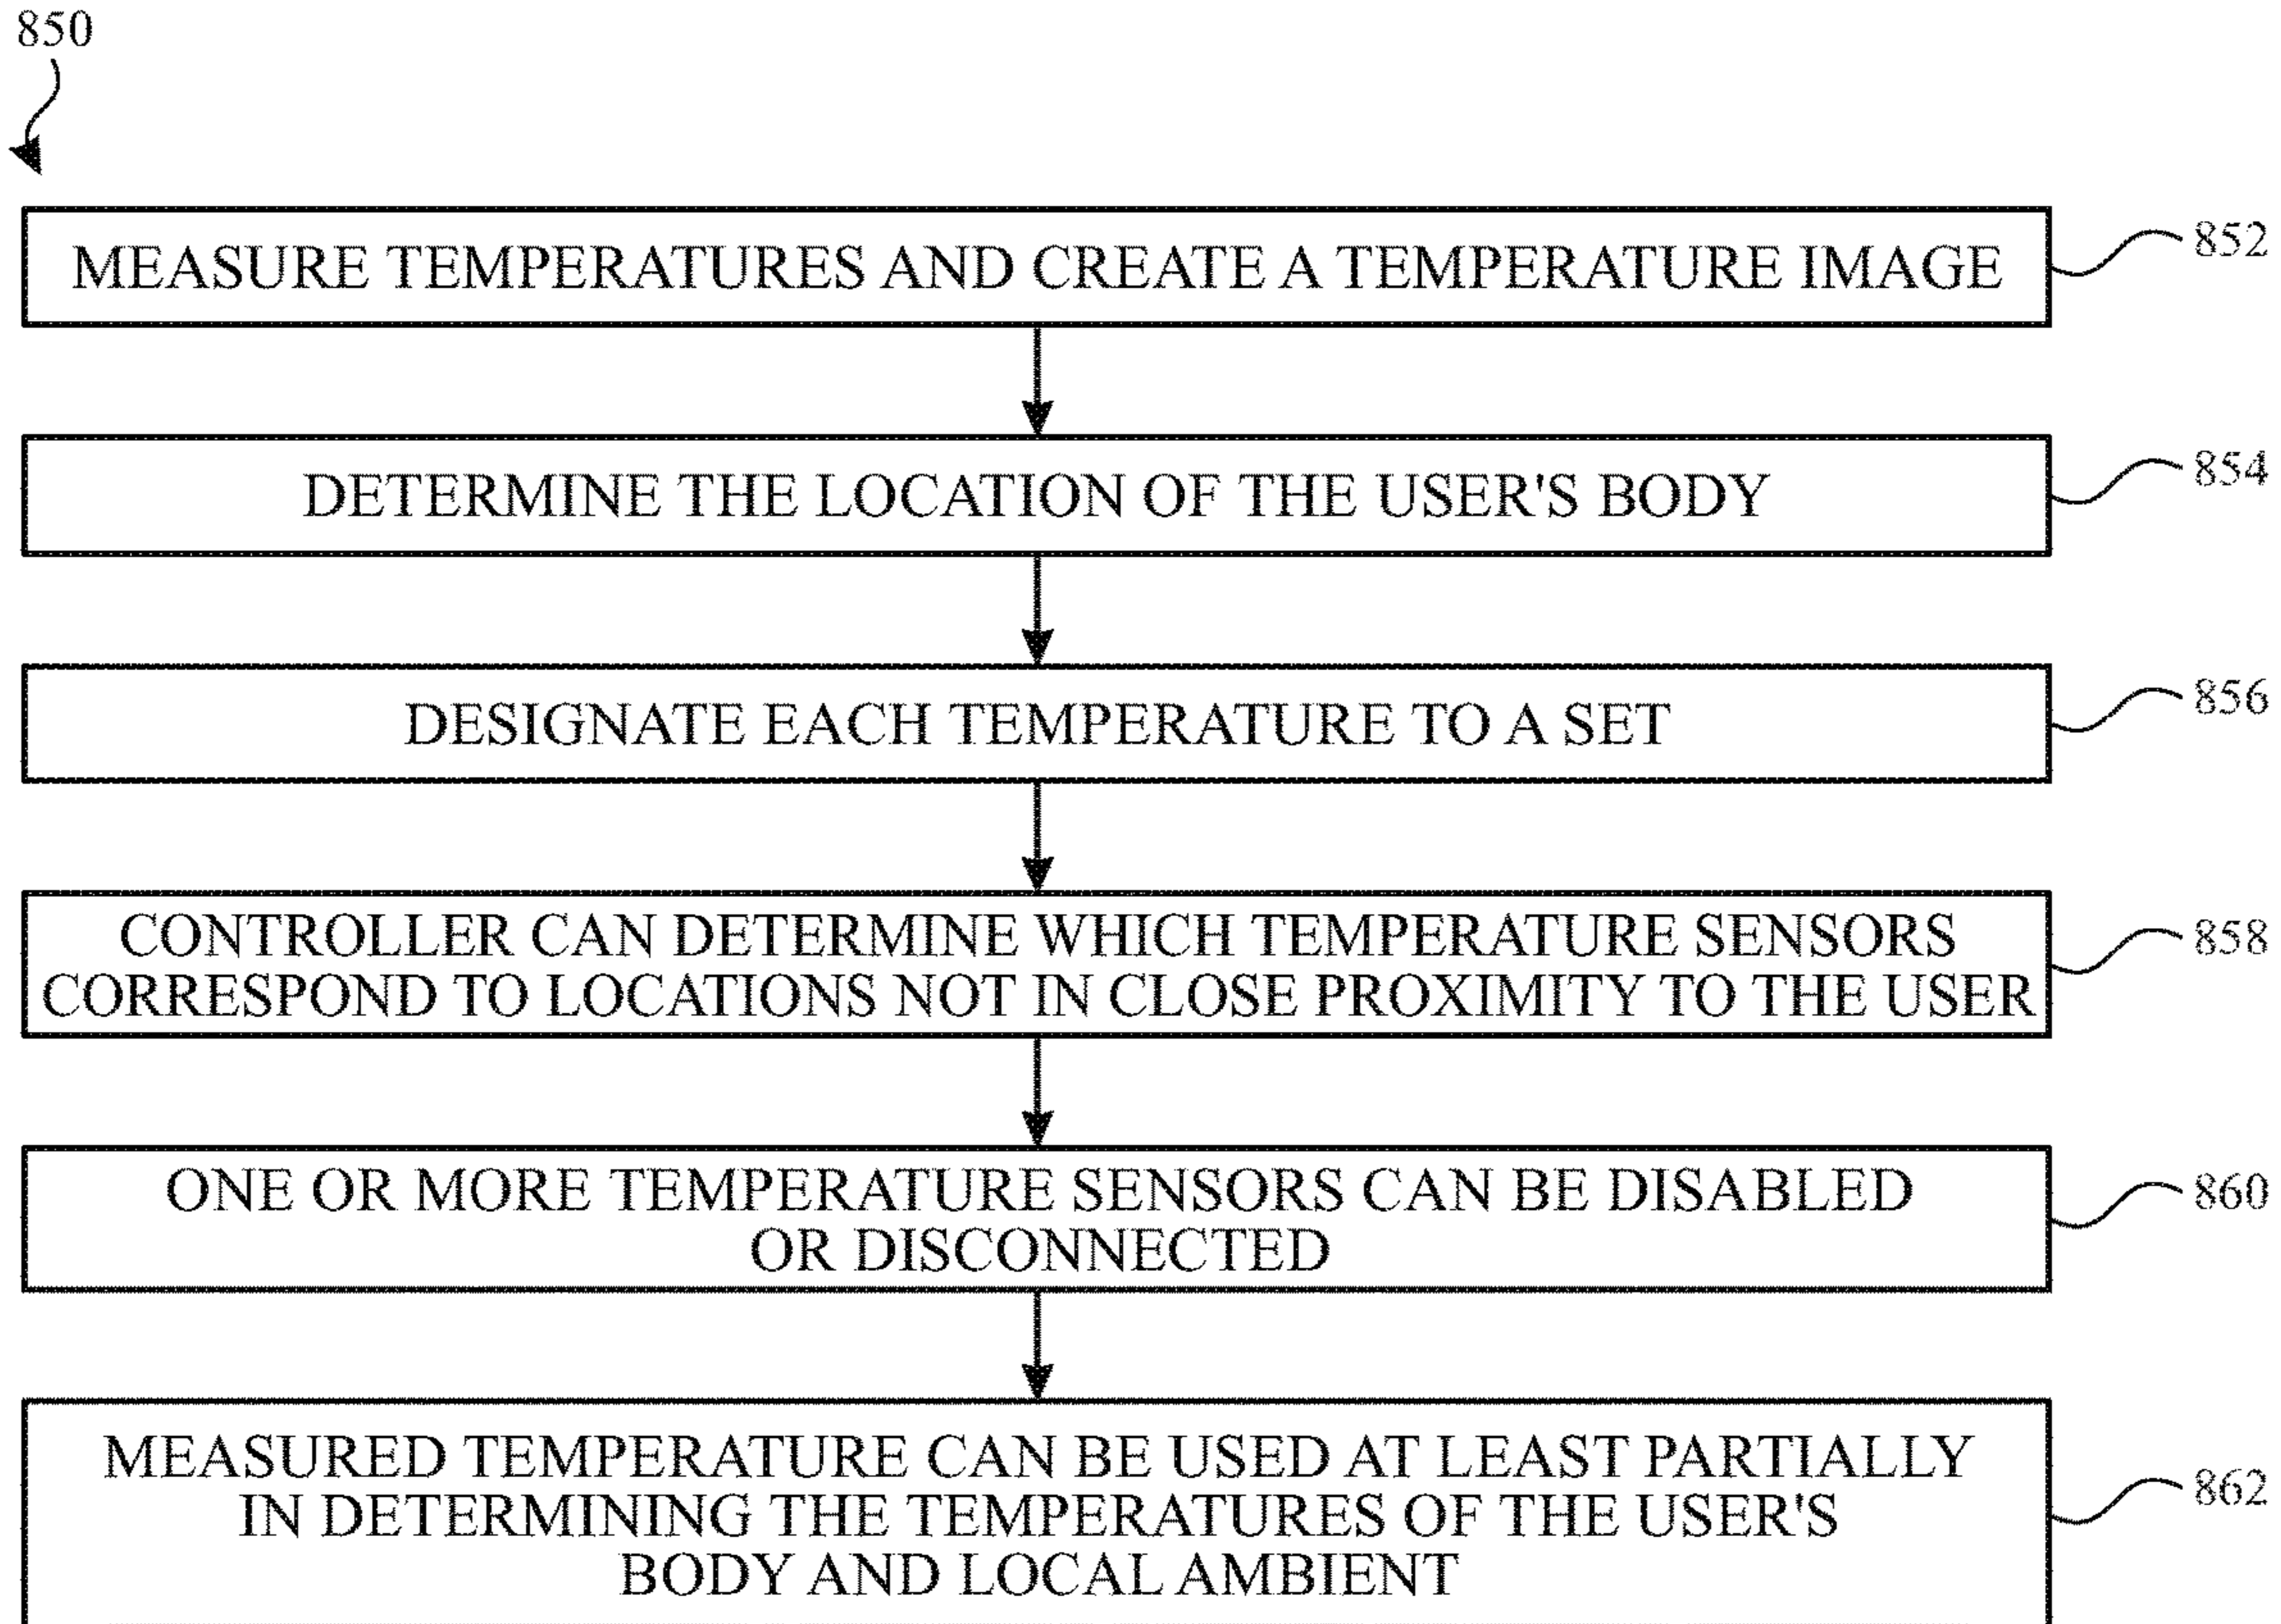 850
MEASURE TEMPERATURES AND CREATE A TEMPERATURE IMAGE
852
DETERMINE THE LOCATION OF THE USER'S BODY
854
DESIGNATE EACH TEMPERATURE TO A SET
856
CONTROLLER CAN DETERMINE WHICH TEMPERATURE SENSORS
CORRESPOND TO LOCATIONS NOT IN CLOSE PROXIMITY TO THE USER
858
ONE OR MORE TEMPERATURE SENSORS CAN BE DISABLED
OR DISCONNECTED
860
MEASURED TEMPERATURE CAN BE USED AT LEAST PARTIALLY
IN DETERMINING THE TEMPERATURES OF THE USER'S
BODY AND LOCAL AMBIENT
862